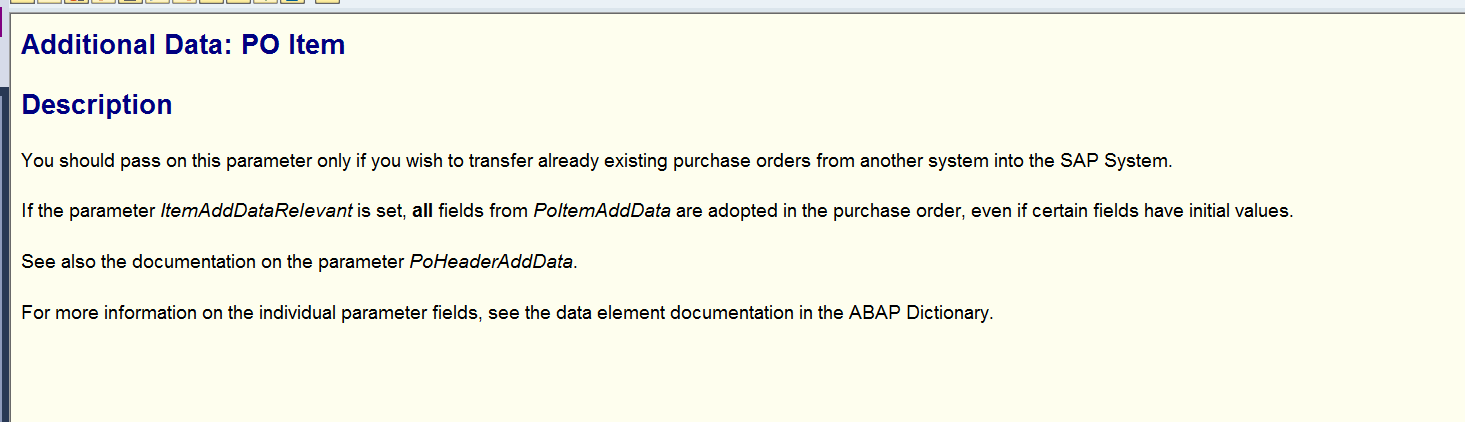 Additional Data: PO Item
Description
You should pass on this parameter only if you wish to transfer already existing purchase orders from another system into the SAP System.
If the parameter ItemAddDataRelevant is set, all fields from PoItemAddData are adopted in the purchase order, even if certain fields have initial values.
See also the documentation on the parameter PoHeaderAddData.
For more information on the individual parameter fields, see the data element documentation in the ABAP Dictionary.